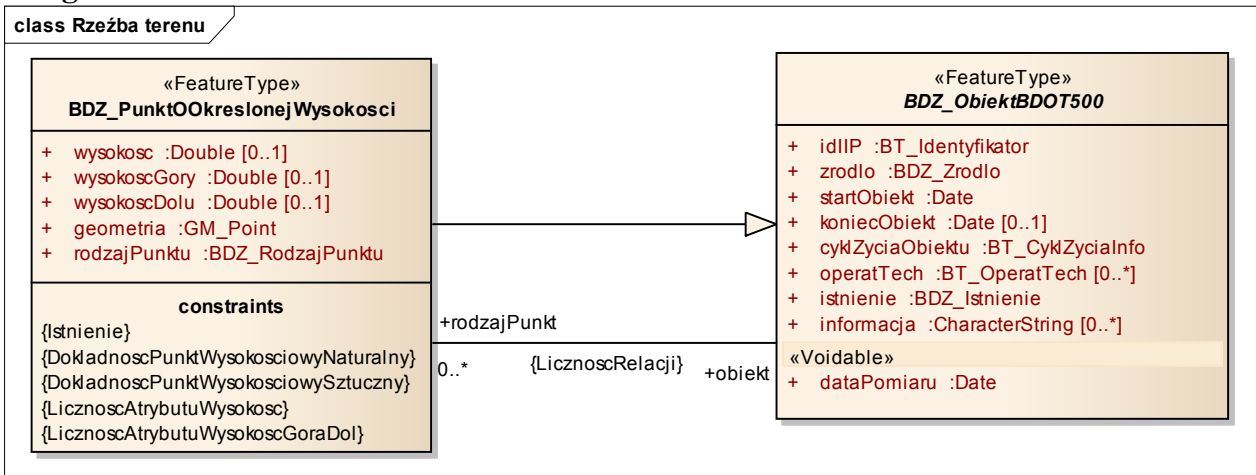 class Rzeźba terenu
«FeatureType»
BDZ_PunktOOkreslonejWysokosci
+ wysokosc :Double [0..1]
+ wysokoscGory :Double [0..1]
+ wysokoscDolu :Double [0..1]
+ geometria :GM_Point
+ rodzajPunktu :BDZ_RodzajPunktu
constraints
{Istnienie}
{DokladnoscPunktWysokosciowyNaturalny}
{DokladnoscPunktWysokosciowySztuczny}
{LicznoscAtrybutuWysokosc}
{LicznoscAtrybutuWysokoscGoraDol}
+rodzajPunkt
0..* {LicznoscRelacji} +obiekt
«FeatureType»
BDZ_ObiektBDOT500
+ idIIP :BT_Identyfikator
+ zrodlo :BDZ_Zrodlo
+ startObiekt :Date
+ koniecObiekt :Date [0..1]
+ cyklZyciaObiektu :BT_CyklZyciaInfo
+ operatTech :BT_OperatTech [0..*]
+ istnienie :BDZ_Istnienie
+ informacja :CharacterString [0..*]
«Voidable»
+ dataPomiaru :Date